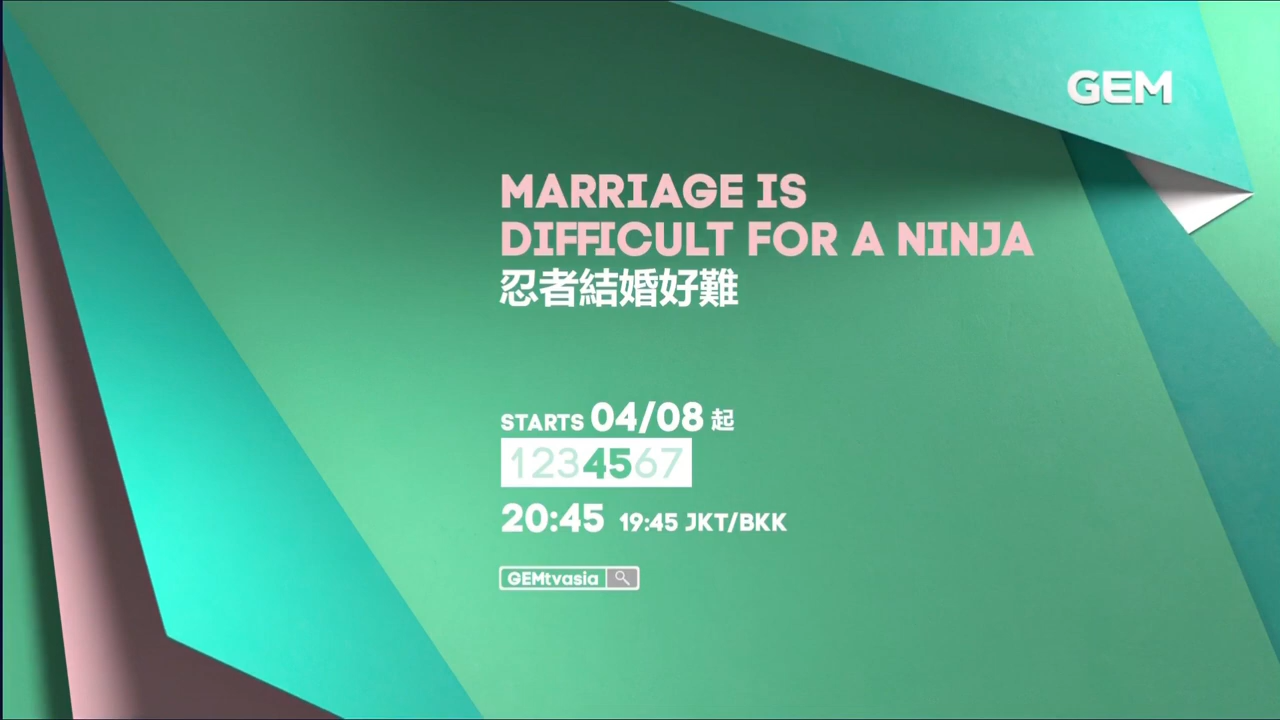 GEM
MARRIAGE IS
DIFFICULT FOR A NINJA
忍者結婚好難
STARTS 04/08 起
1234567
20:45 19:45 JKT/BKK
GEMtvasia